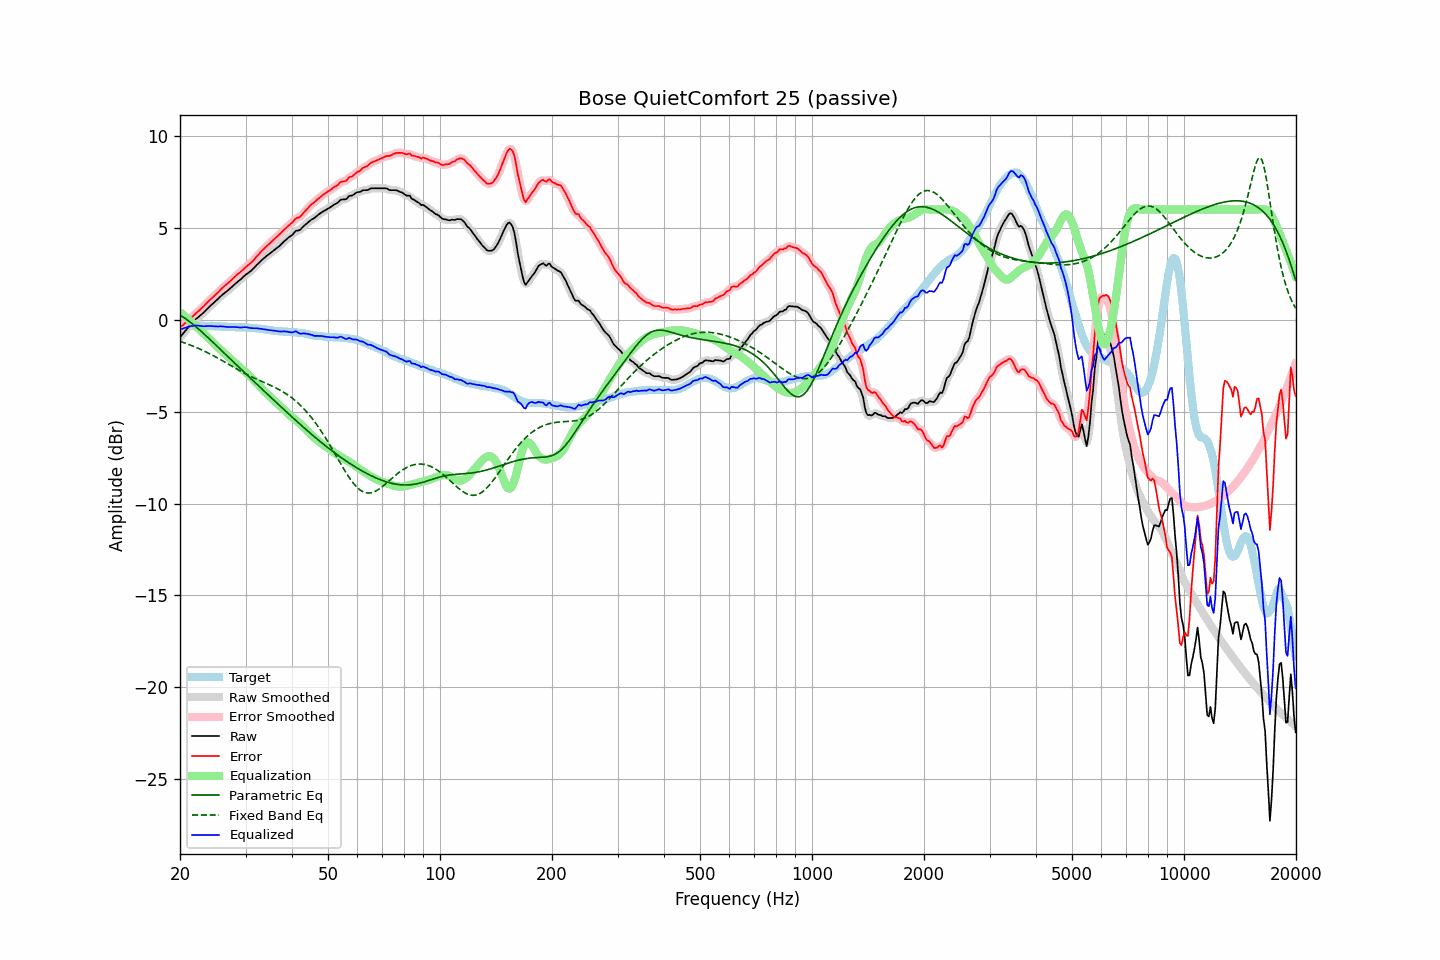 Bose QuietComfort 25 (passive)
Amplitude (dBr)
10
5
0
−5
−10
−15
−20
−25
Target
Raw Smoothed
Error Smoothed
Raw
Error
Equalization
Parametric Eq
Fixed Band Eq
Equalized
20 50 100 200 500 1000 2000 5000 10000 20000
Frequency (Hz)